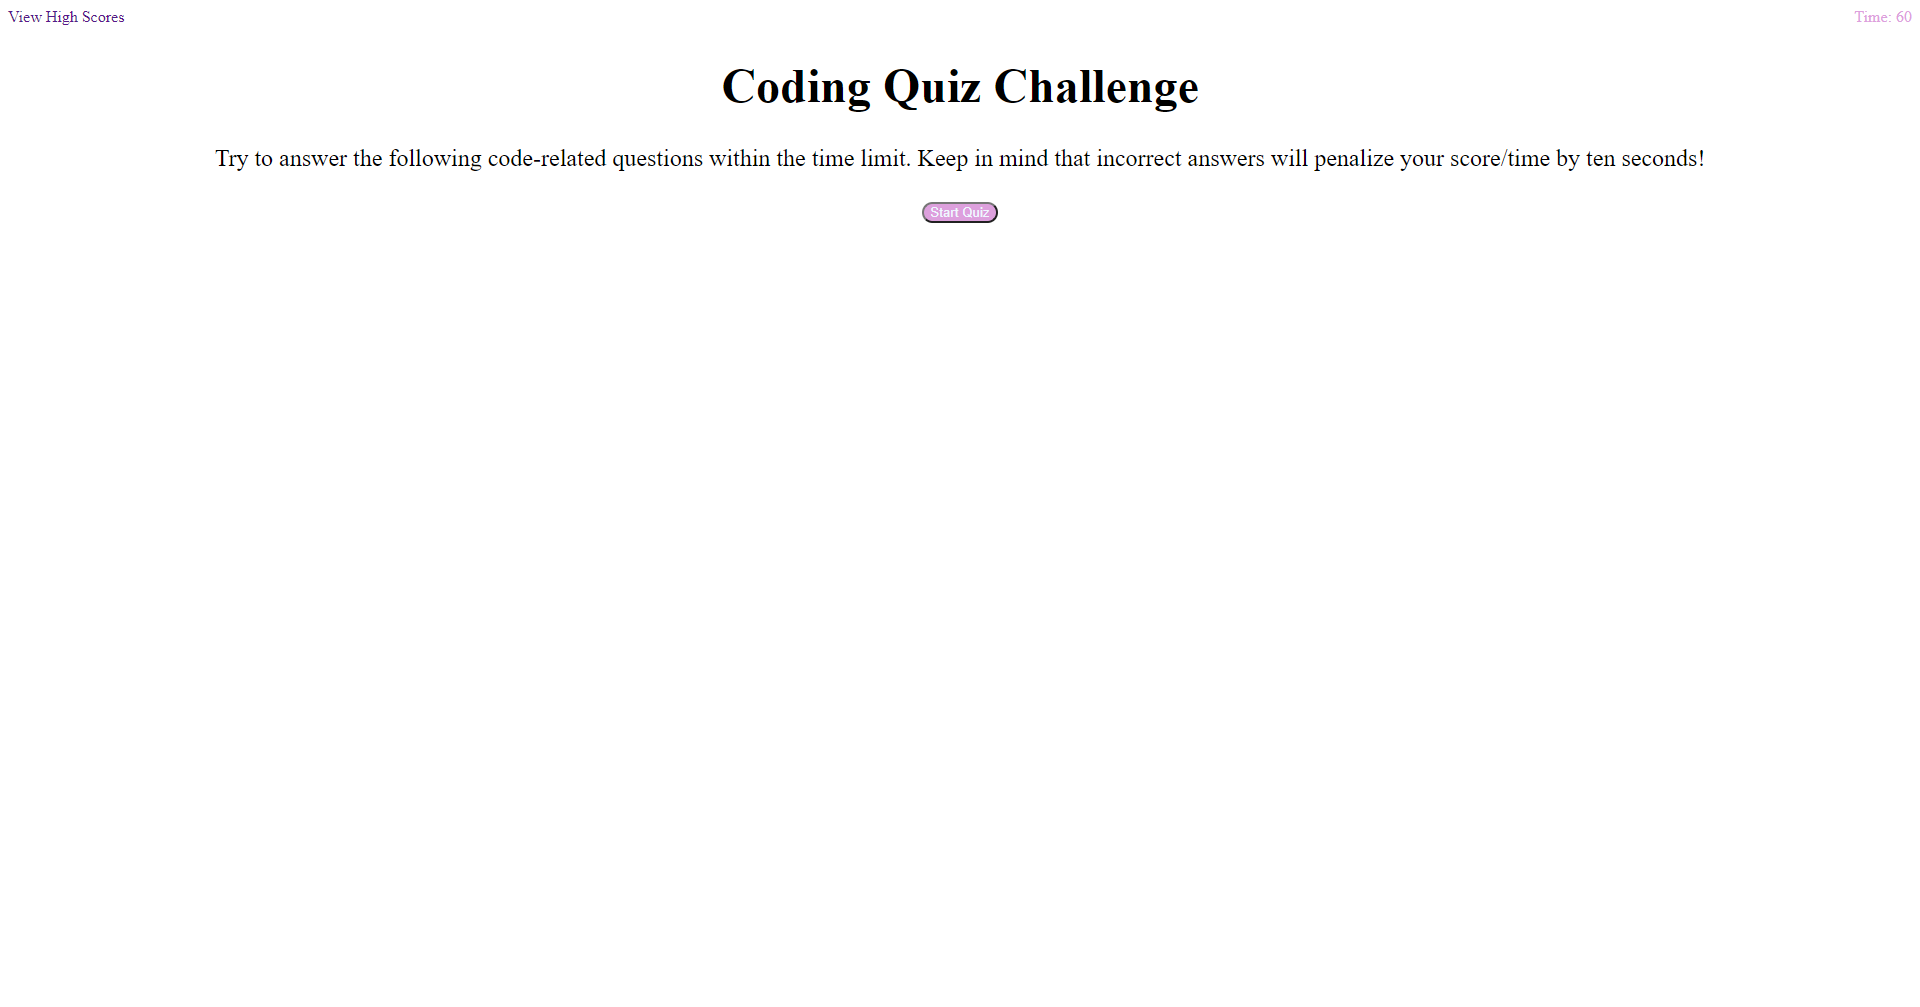 View High Scores
Time: 60
Coding Quiz Challenge
Try to answer the following code-related questions within the time limit. Keep in mind that incorrect answers will penalize your score/time by ten seconds!
Start Quiz